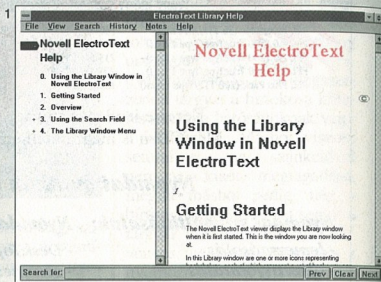 1
ElectroText Library Help
File View Search History Notes Help
Novell ElectroText
Help
0. Using the Library Window in
Novell ElectroText
1. Getting Started
2. Overview
+ 3. Using the Search Field
+ 4. The Library Window Menu
Novell ElectroText
Help
Using the Library
Window in Novell
ElectroText
Getting Started
The Novell ElectroText viewer displays the Library window
when it is first started. This is the window you are now looking
at.
In this Library window are one or more icons representing
Search for:
Prev Clear Next